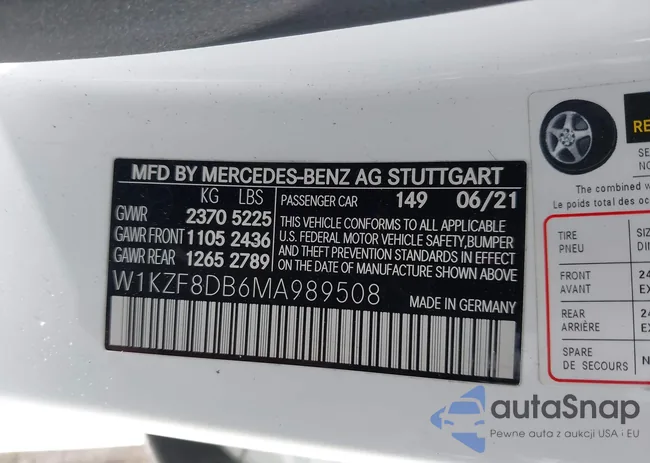 MFD BY MERCEDES-BENZ AG STUTTGART
KG LBS
GVWR 2370 5225
GAWR FRONT 1105 2436
GAWR REAR 1265 2789
PASSENGER CAR 149 06/21
THIS VEHICLE CONFORMS TO ALL APPLICABLE
U.S. FEDERAL MOTOR VEHICLE SAFETY, BUMPER
AND THEFT PREVENTION STANDARDS IN EFFECT
ON THE DATE OF MANUFACTURE SHOWN ABOVE.
W1KZF8DB6MA989508
MADE IN GERMANY
The combined
Le poids total des
TIRE
PNEU
FRONT 24
AVANT
REAR 24
ARRIÈRE
SPARE
DE SECOURS
autaSnap
Pewne auta z aukcji USA i EU